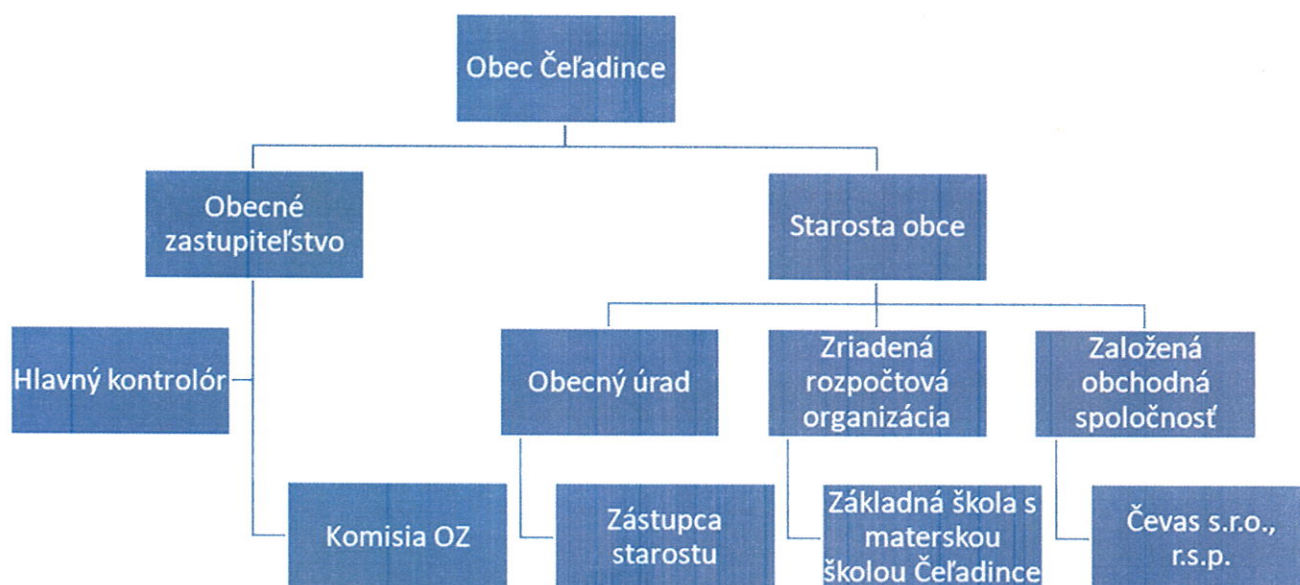 Obec Čeľadince
Obecné
zastupiteľstvo
Starosta obce
Hlavný kontrolór
Obecný úrad
Zriadená
rozpočtová
organizácia
Založená
obchodná
spoločnosť
Komisia OZ
Zástupca
starostu
Základná škola s
materskou
školou Čeľadince
Čevas s.r.o.,
r.s.p.